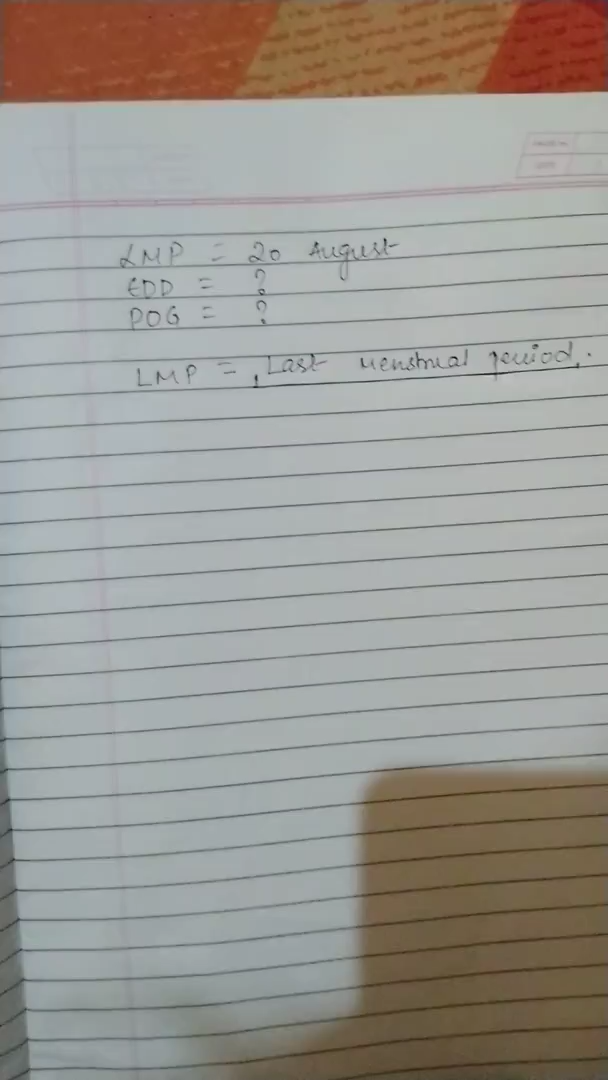 LMP = 20 August
EDD = ?
POG = ?
LMP = Last menstrual period.